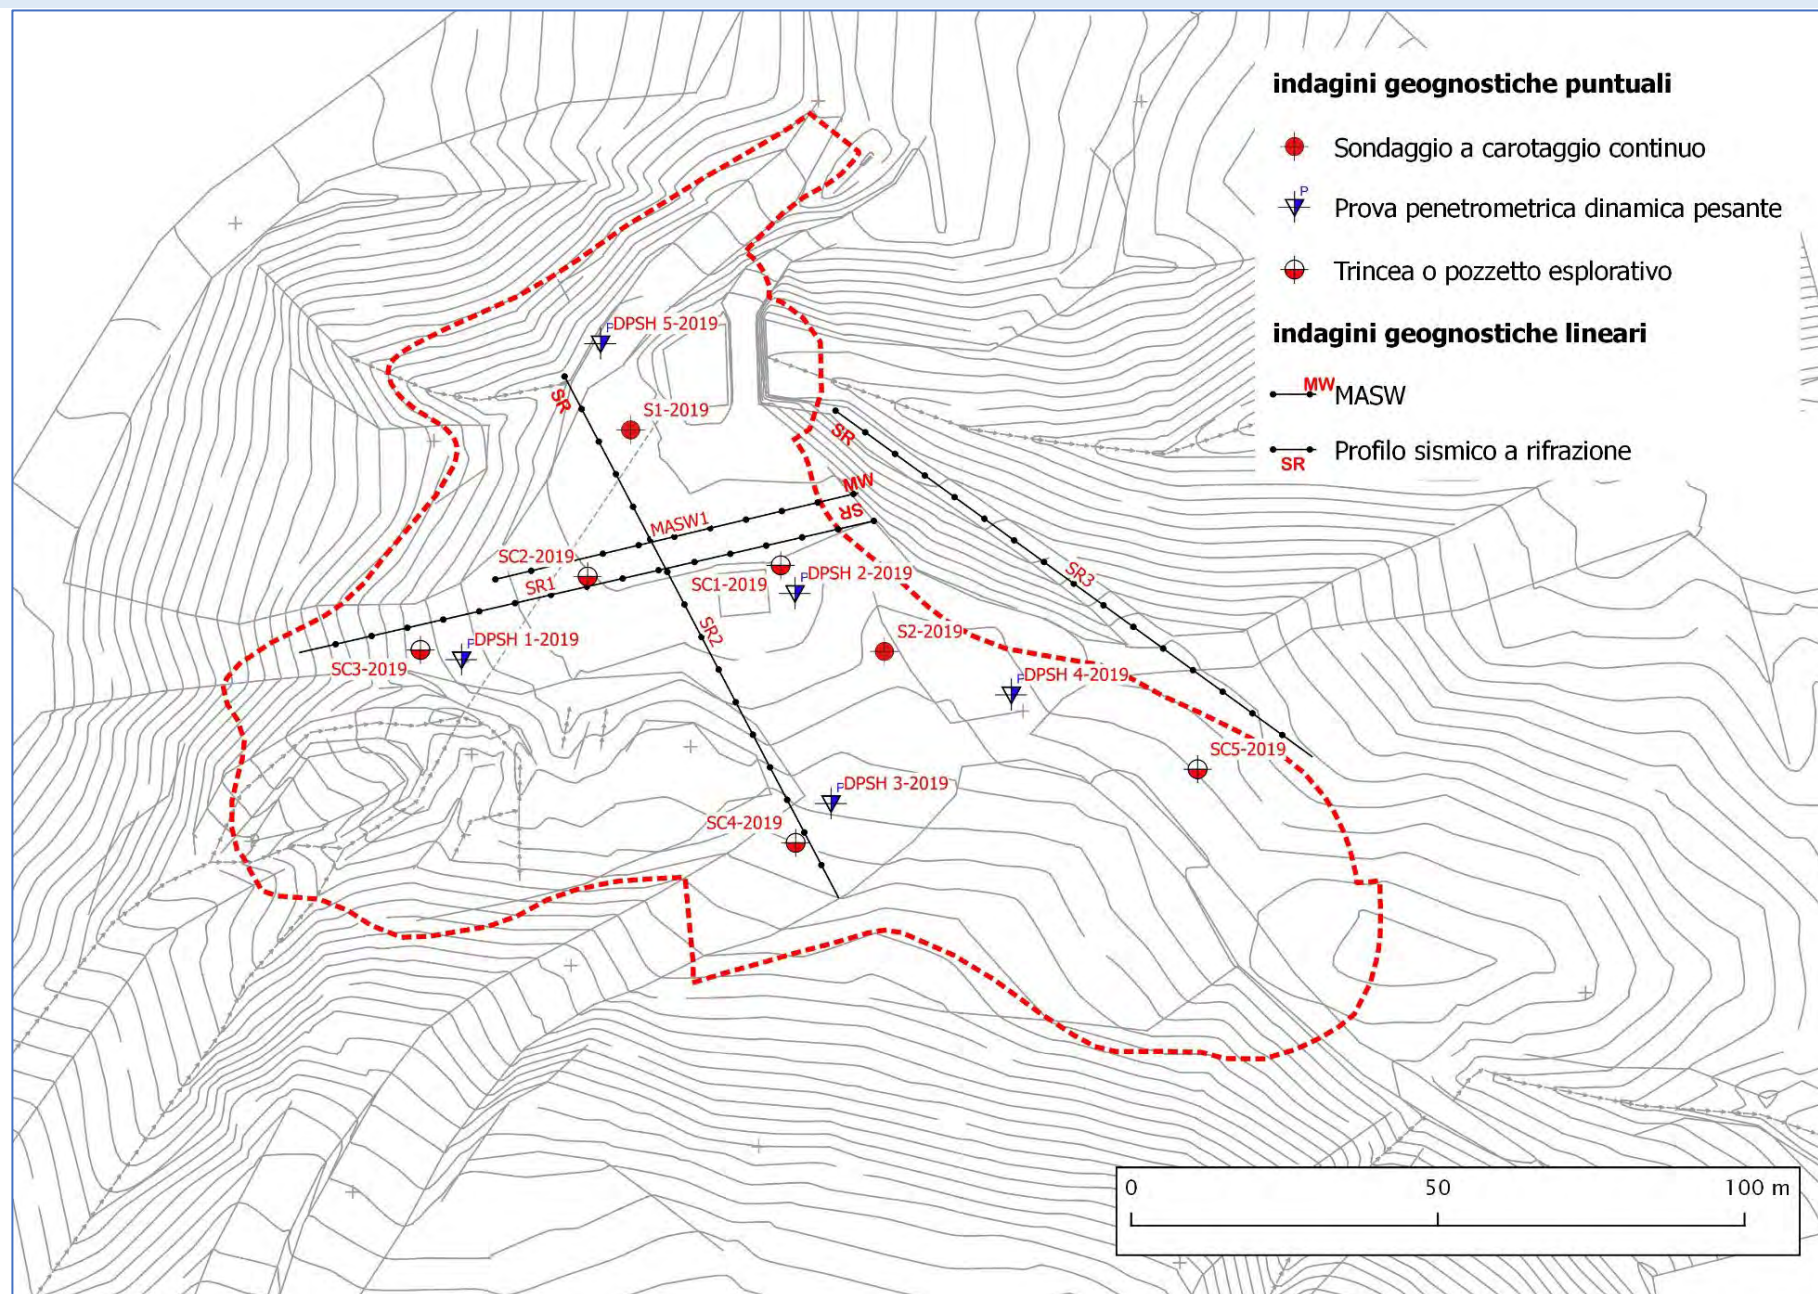 indagini geognostiche puntuali
Sondaggio a carotaggio continuo
P
Prova penetrometrica dinamica pesante
Trincea o pozzetto esplorativo
indagini geognostiche lineari
MW
MASW
Profilo sismico a rifrazione
SR
DPSH 5-2019
SR
S1-2019
SR
MW
SR
MASW1
SC2-2019
SR1
SC1-2019
P
DPSH 2-2019
SR3
SR2
S2-2019
DPSH 1-2019
SC3-2019
DPSH 4-2019
SC5-2019
DPSH 3-2019
SC4-2019
0 50 100 m